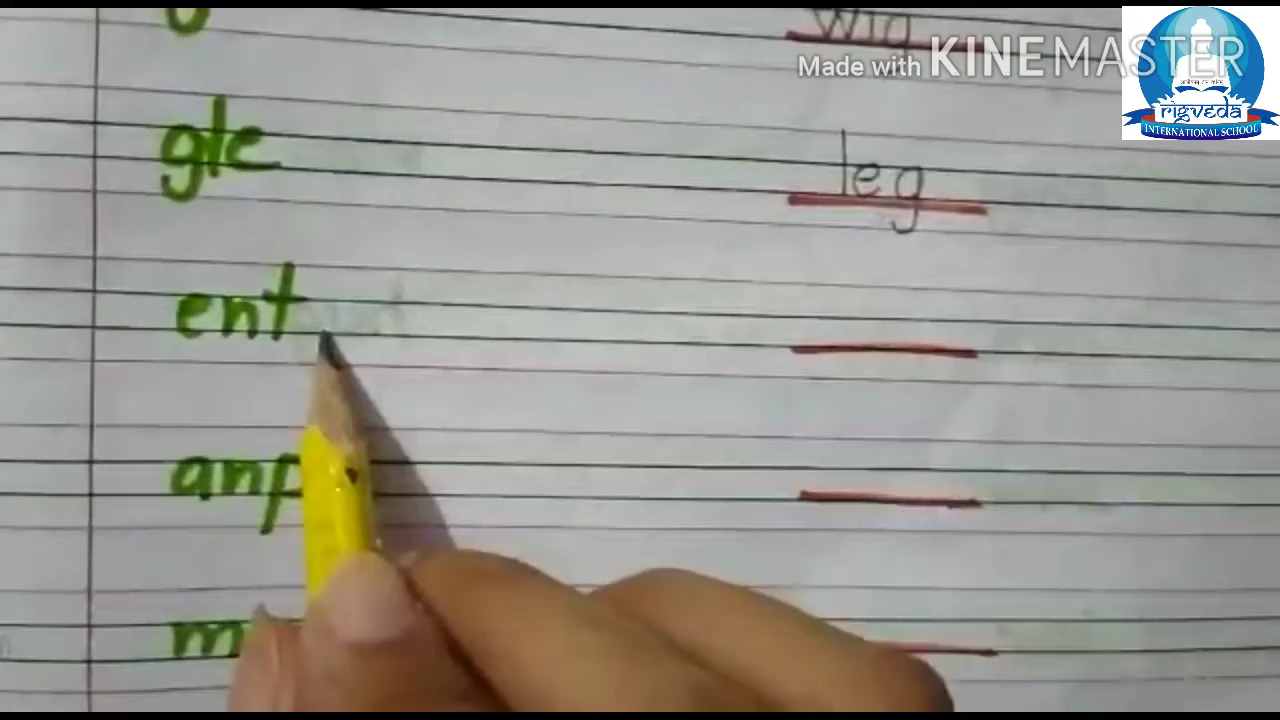 wig
Made with KINEMASTER
rigveda
INTERNATIONAL SCHOOL
gle leg
ent
anp
m